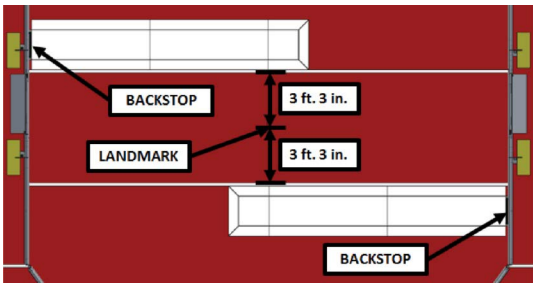 BACKSTOP
3 ft. 3 in.
LANDMARK
3 ft. 3 in.
BACKSTOP